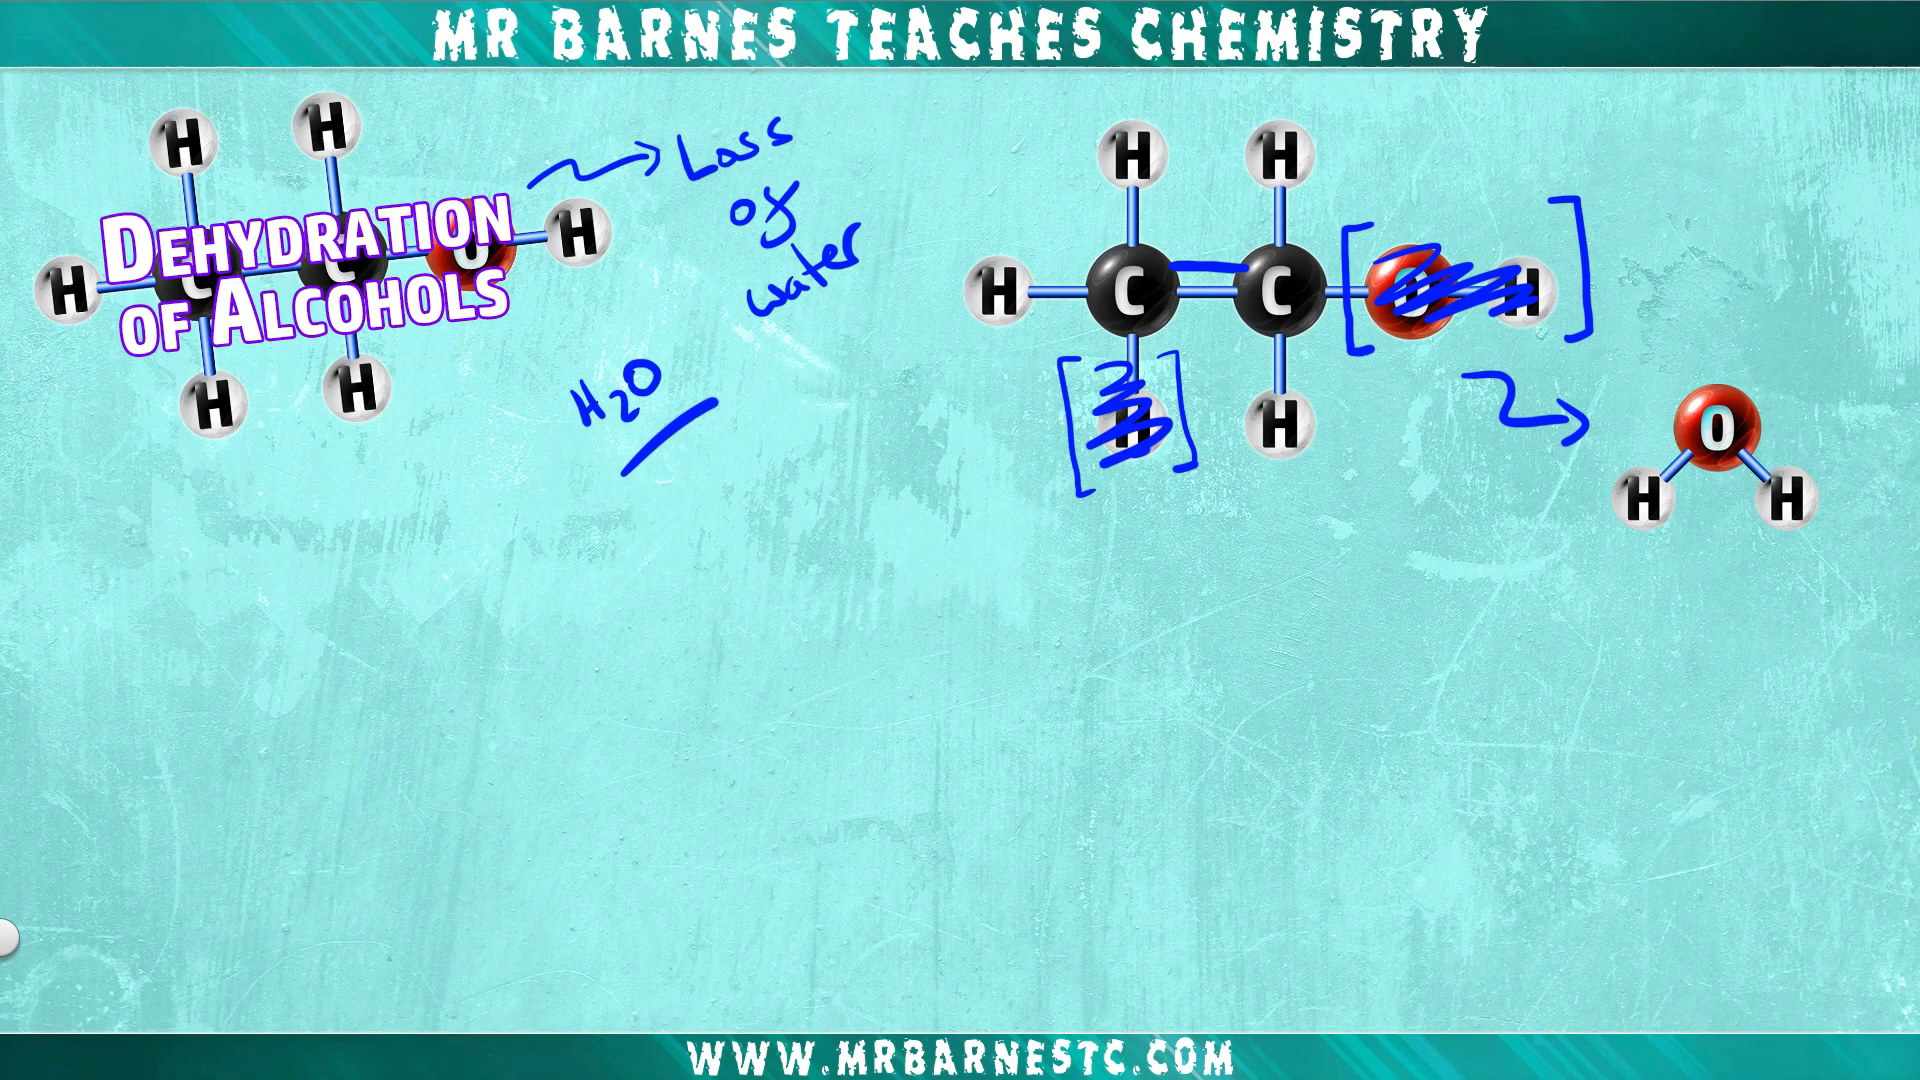 MR BARNES TEACHES CHEMISTRY
H H
DEHYDRATION
OF ALCOHOLS
H C C O H
H H
Loss
of
water
H2O
H H
H C C O H
H H
O
H H
WWW.MRBARNESTC.COM